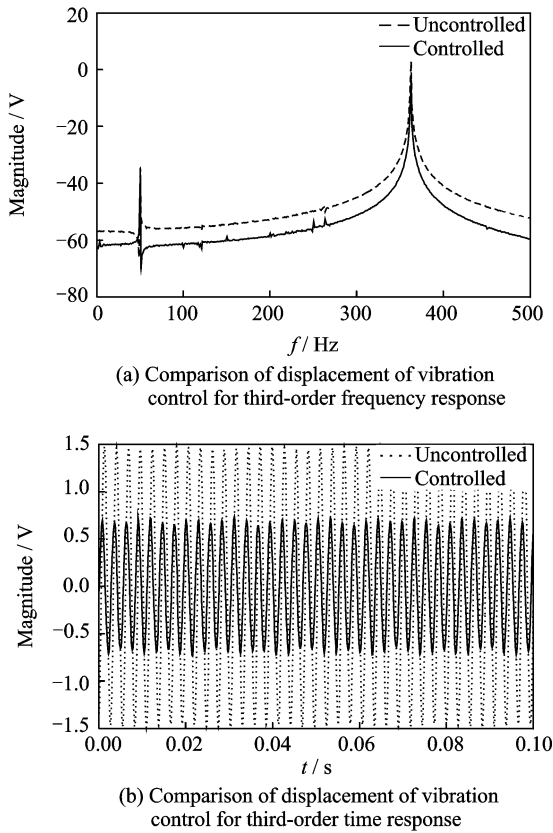 20
0
−20
−40
−60
−80
Magnitude / V
Uncontrolled
Controlled
0
100
200
300
400
500
f / Hz
(a) Comparison of displacement of vibration
control for third-order frequency response
1.5
1.0
0.5
0.0
−0.5
−1.0
−1.5
Magnitude / V
Uncontrolled
Controlled
0.00
0.02
0.04
0.06
0.08
0.10
t / s
(b) Comparison of displacement of vibration
control for third-order time response